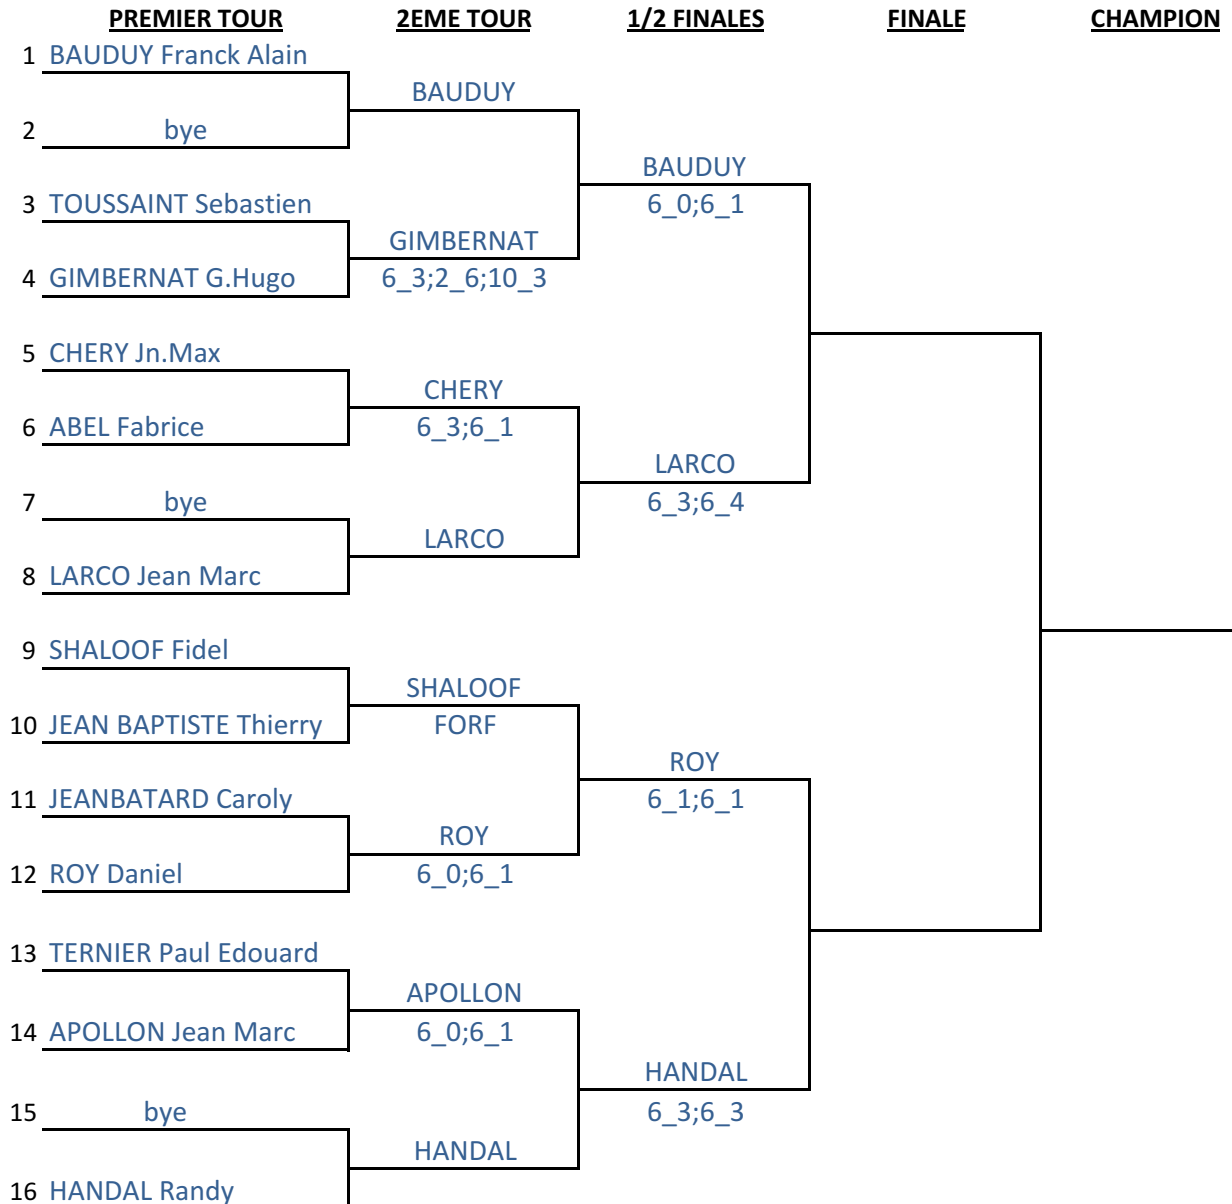 PREMIER TOUR 2EME TOUR 1/2 FINALES FINALE CHAMPION
1 BAUDUY Franck Alain
BAUDUY
2 bye
BAUDUY
3 TOUSSAINT Sebastien 6_0;6_1
GIMBERNAT
4 GIMBERNAT G.Hugo 6_3;2_6;10_3
5 CHERY Jn.Max
CHERY
6 ABEL Fabrice 6_3;6_1
LARCO
7 bye 6_3;6_4
LARCO
8 LARCO Jean Marc
9 SHALOOF Fidel
SHALOOF
10 JEAN BAPTISTE Thierry FORF
ROY
11 JEANBATARD Caroly 6_1;6_1
ROY
12 ROY Daniel 6_0;6_1
13 TERNIER Paul Edouard
APOLLON
14 APOLLON Jean Marc 6_0;6_1
HANDAL
15 bye 6_3;6_3
HANDAL
16 HANDAL Randy